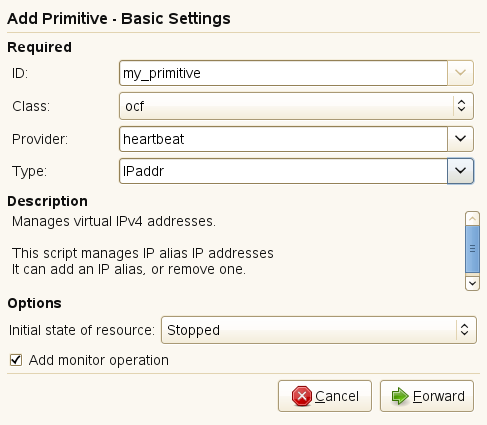 Add Primitive - Basic Settings
Required
ID: my_primitive
Class: ocf
Provider: heartbeat
Type: IPaddr
Description
Manages virtual IPv4 addresses.
This script manages IP alias IP addresses
It can add an IP alias, or remove one.
Options
Initial state of resource: Stopped
Add monitor operation
Cancel Forward